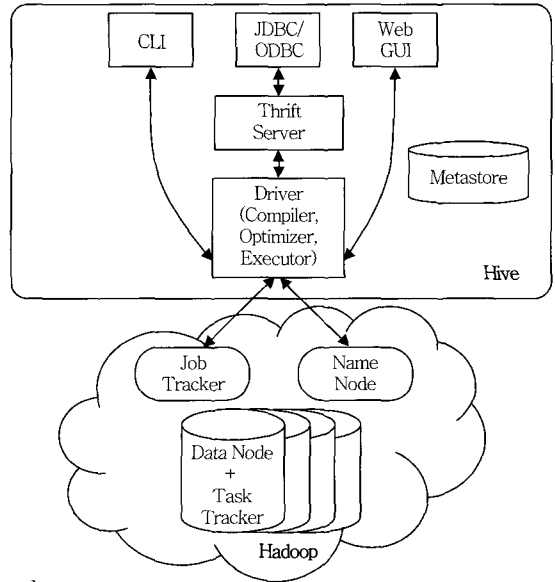 CLI
JDBC/
ODBC
Web
GUI
Thrift
Server
Metastore
Driver
(Compiler,
Optimizer,
Executor)
Hive
Job
Tracker
Name
Node
Data Node
+
Task
Tracker
Hadoop